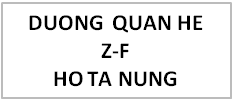 DUONG QUAN HE
Z-F
HO TA NUNG